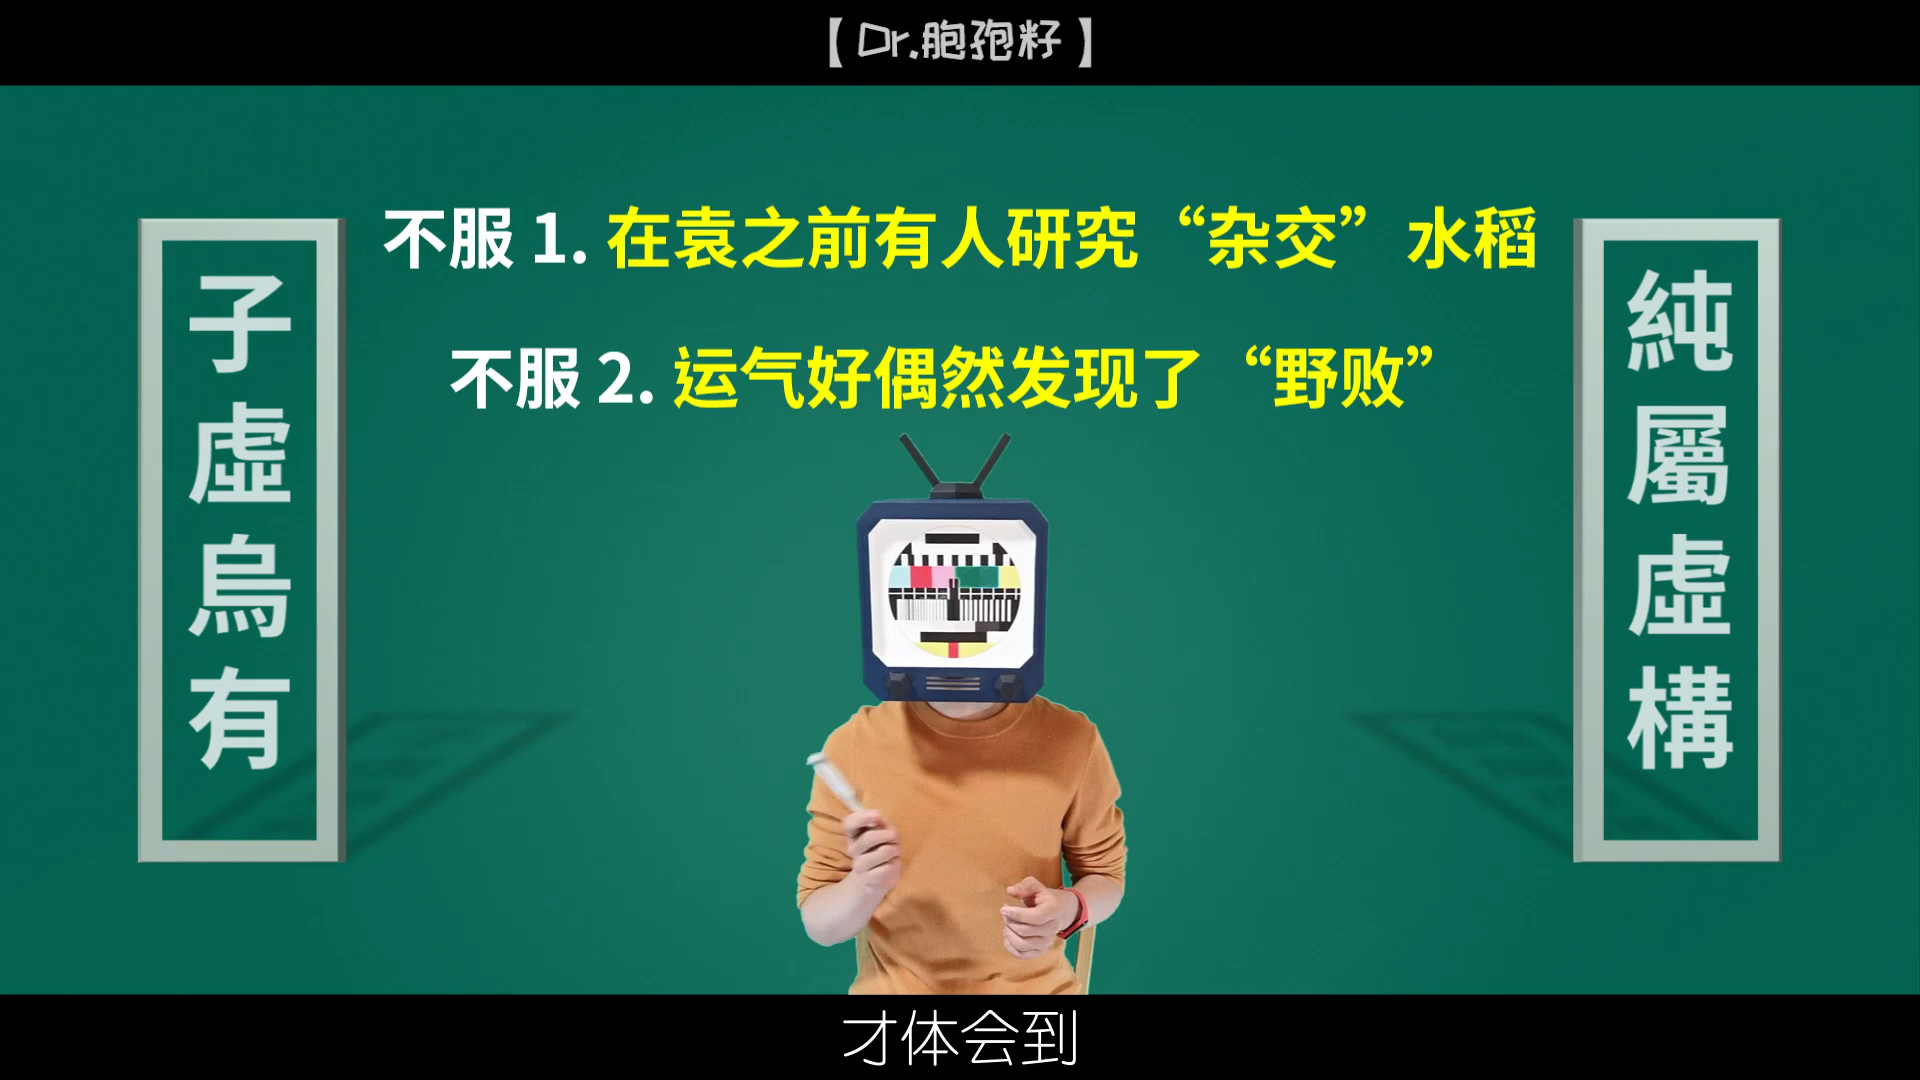 【Dr.胞孢籽】
不服 1. 在袁之前有人研究“杂交”水稻
不服 2. 运气好偶然发现了“野败”
子虛烏有
純屬虛構
才体会到